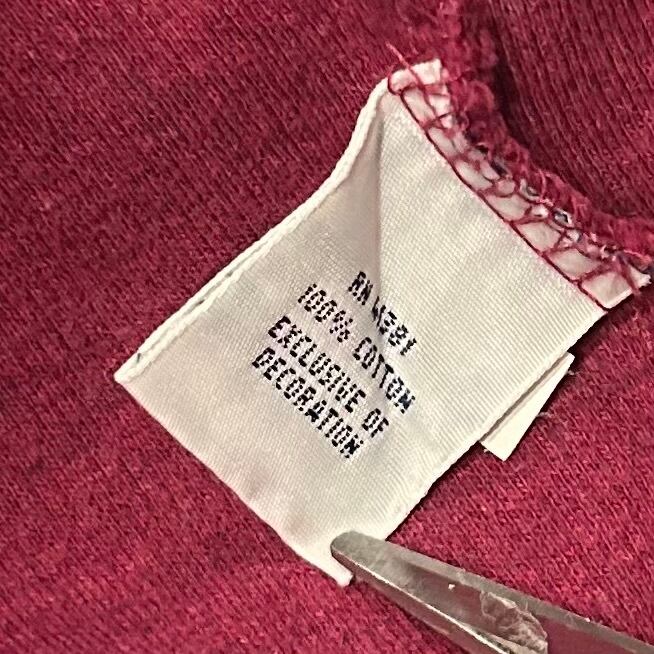 RN 41381
100% COTTON
EXCLUSIVE OF
DECORATION